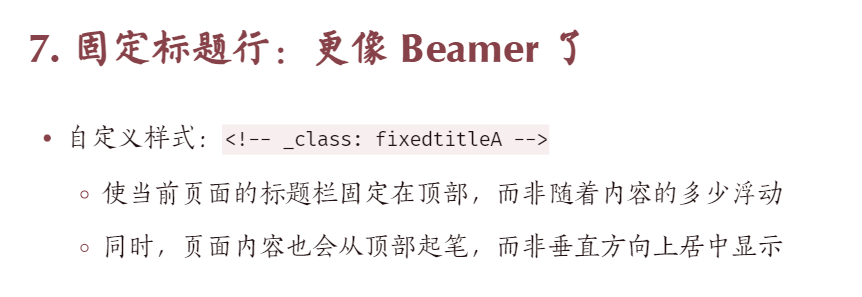 7. 固定标题行：更像 Beamer 了
• 自定义样式：<!-- _class: fixedtitleA -->
◦ 使当前页面的标题栏固定在顶部，而非随着内容的多少浮动
◦ 同时，页面内容也会从顶部起笔，而非垂直方向上居中显示